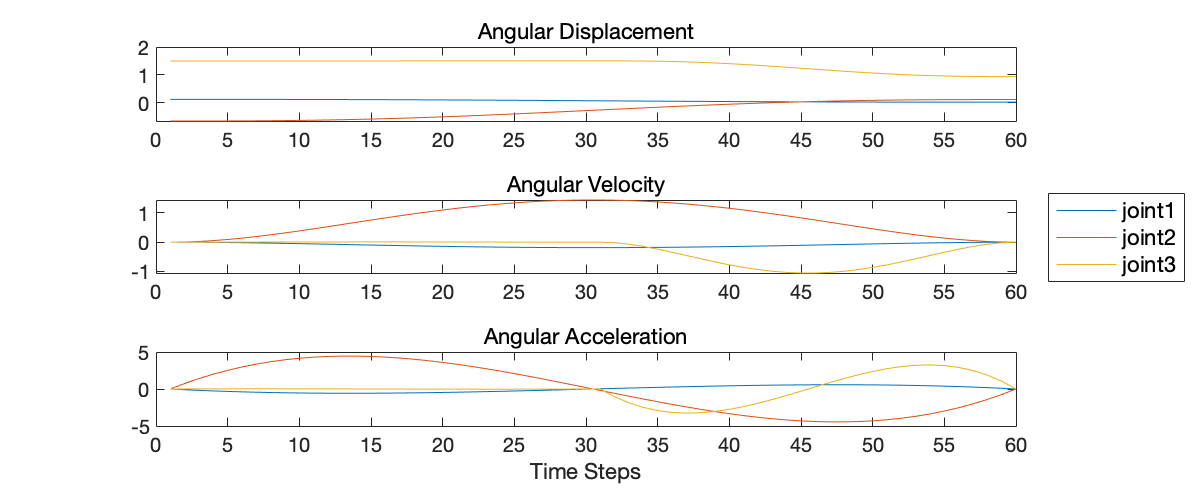 Angular Displacement
2
1
0
0 5 10 15 20 25 30 35 40 45 50 55 60
Angular Velocity
1
0
-1
0 5 10 15 20 25 30 35 40 45 50 55 60
joint1
joint2
joint3
Angular Acceleration
5
0
-5
0 5 10 15 20 25 30 35 40 45 50 55 60
Time Steps